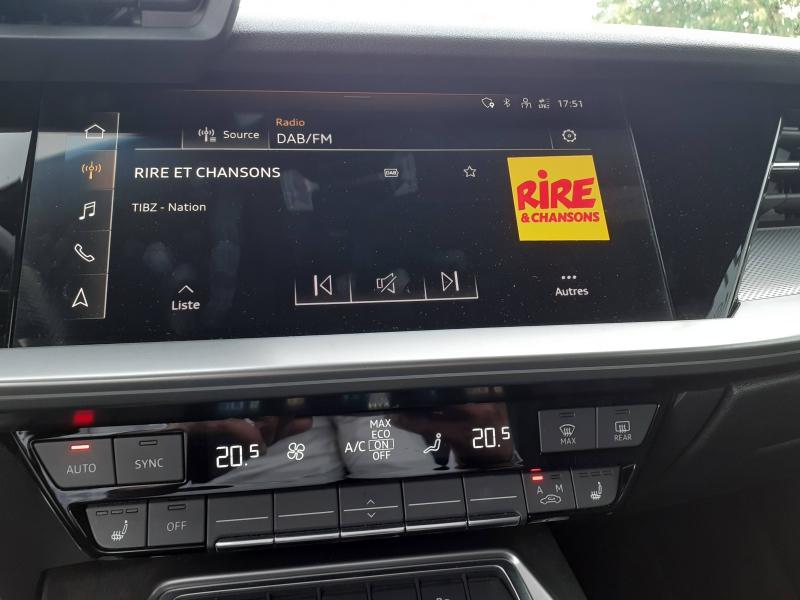 17:51
Radio
Source
DAB/FM
RIRE ET CHANSONS
DAB
TIBZ - Nation
RIRE
& CHANSONS
Liste
Autres
AUTO
SYNC
20.5
A/C
MAX
ECO
ON
OFF
20.5
MAX
REAR
OFF
A M